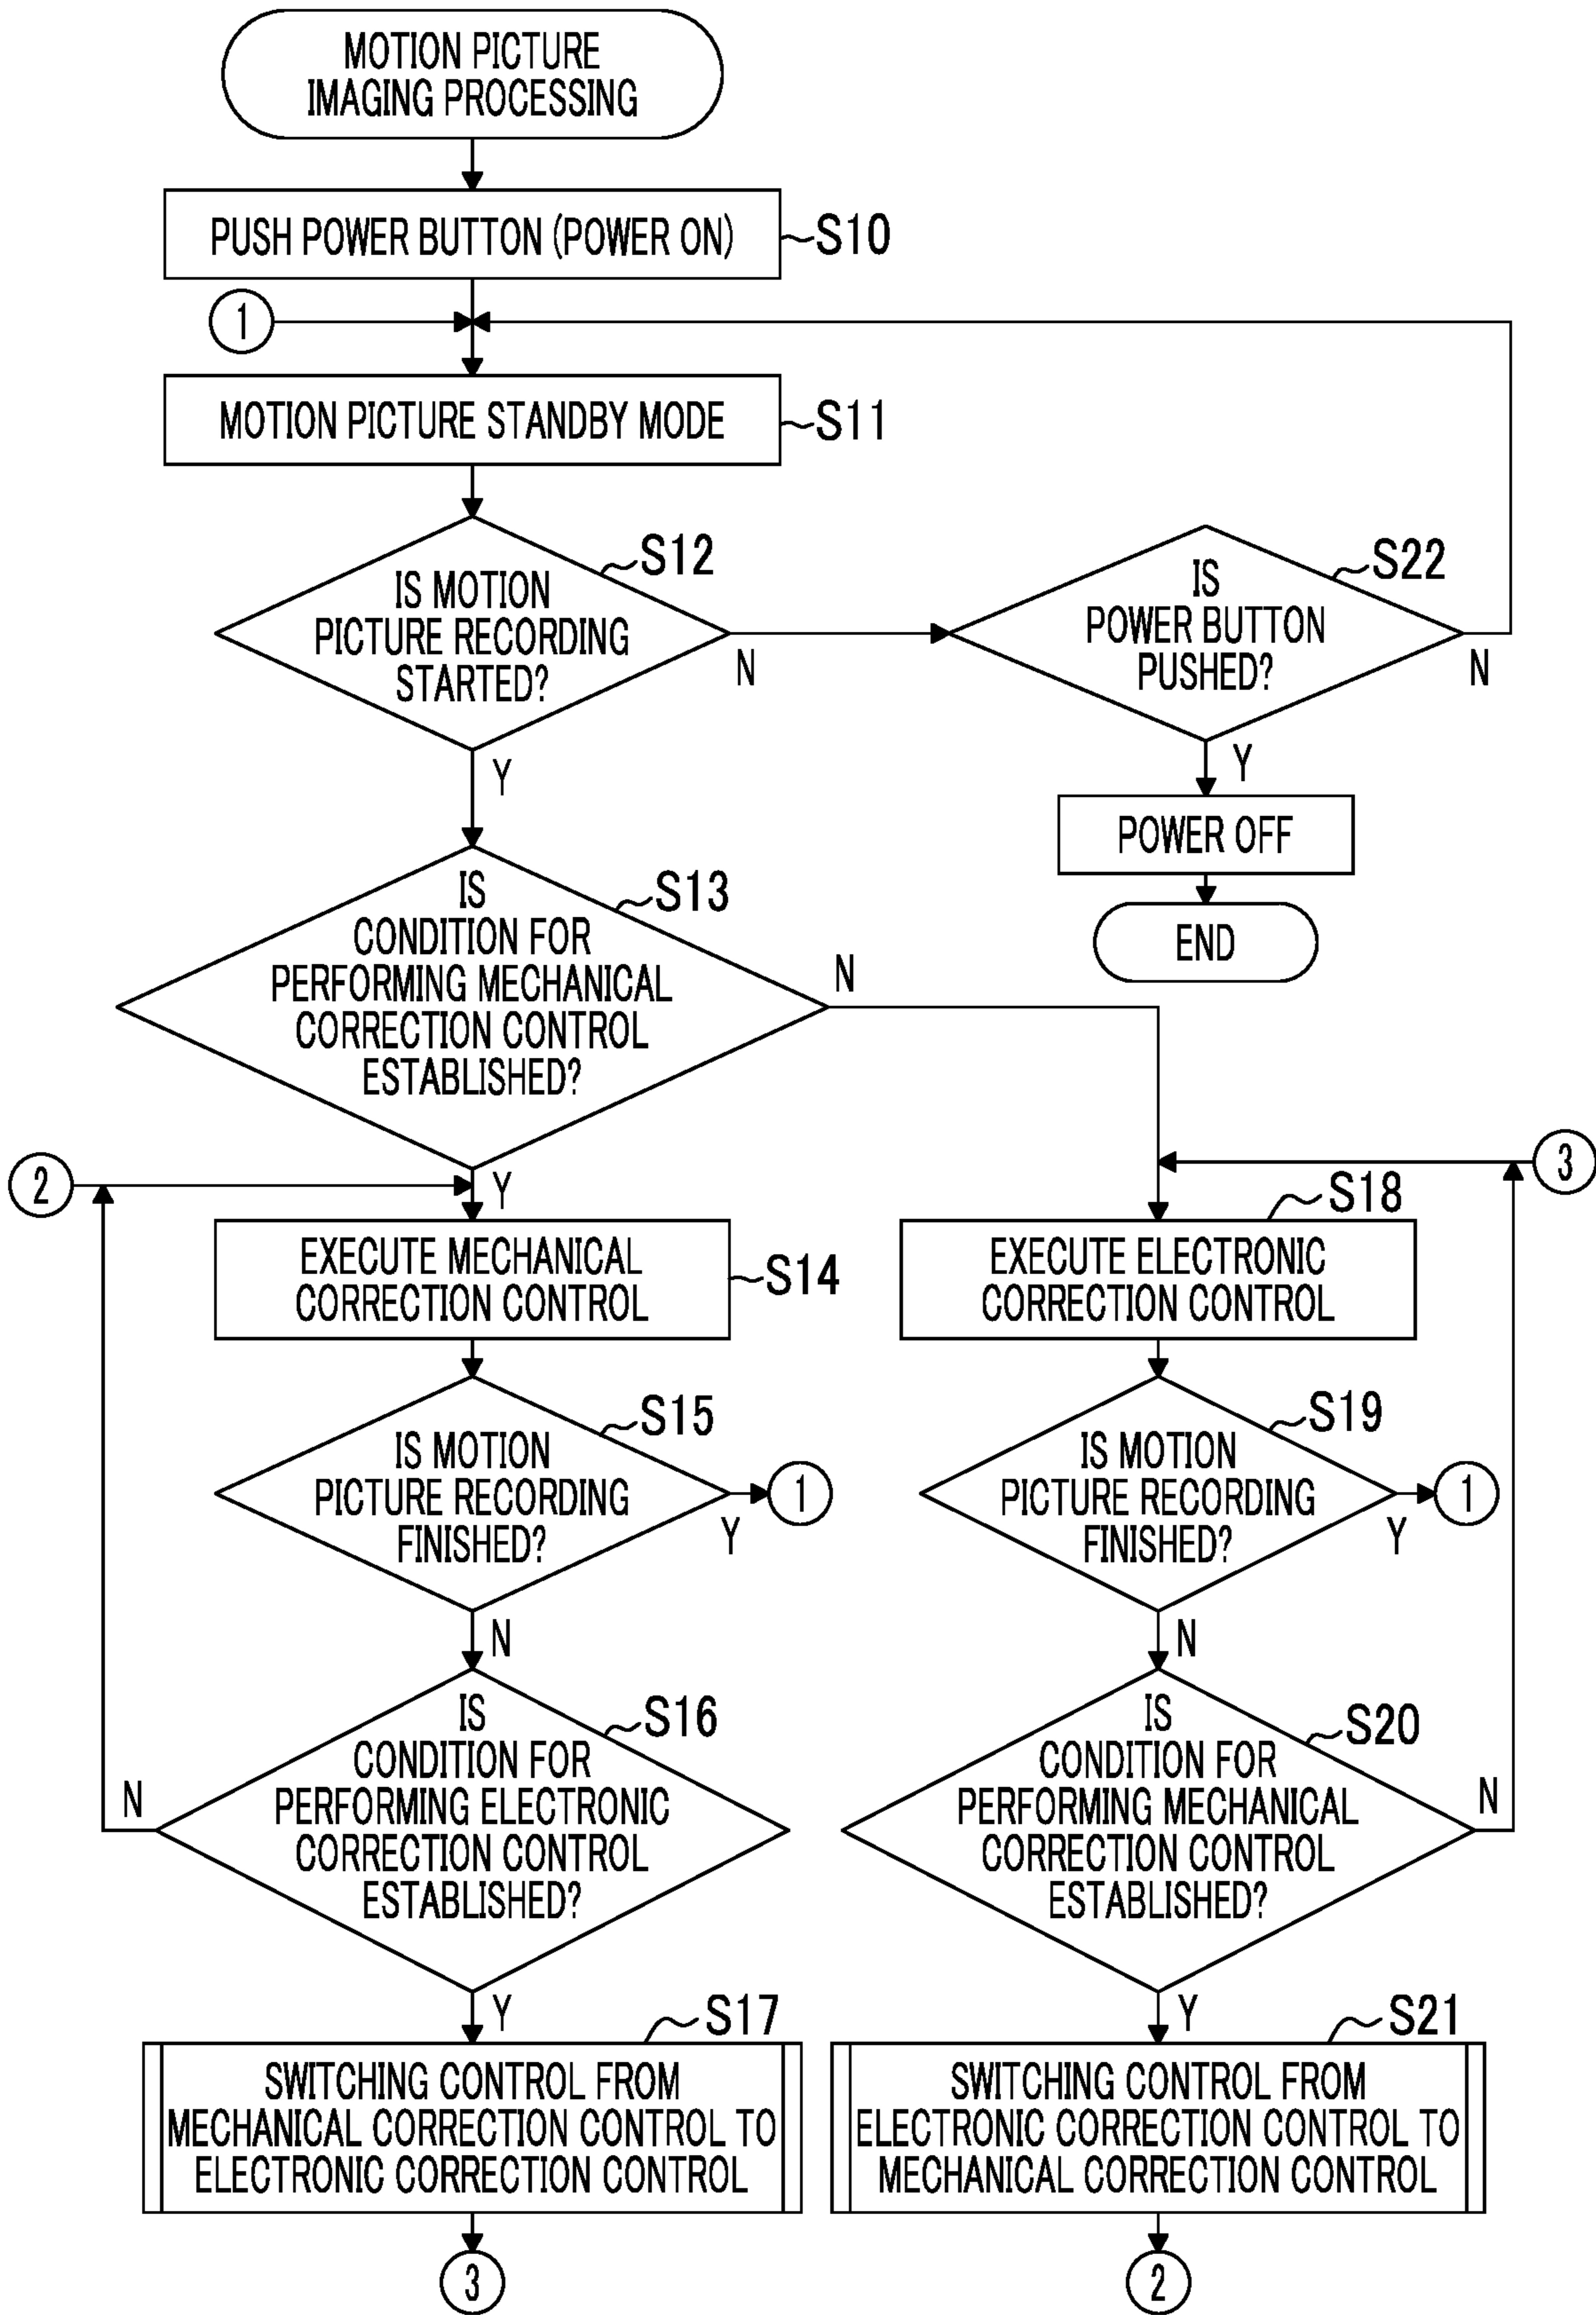 MOTION PICTURE
IMAGING PROCESSING
PUSH POWER BUTTON (POWER ON)
S10
1
MOTION PICTURE STANDBY MODE
S11
S12
IS MOTION
PICTURE RECORDING
STARTED?
N
Y
S22
IS
POWER BUTTON
PUSHED?
N
Y
POWER OFF
END
S13
IS
CONDITION FOR
PERFORMING MECHANICAL
CORRECTION CONTROL
ESTABLISHED?
N
Y
2
3
EXECUTE MECHANICAL
CORRECTION CONTROL
S14
S18
EXECUTE ELECTRONIC
CORRECTION CONTROL
S15
IS MOTION
PICTURE RECORDING
FINISHED?
Y
1
N
S19
IS MOTION
PICTURE RECORDING
FINISHED?
Y
1
N
S16
IS
CONDITION FOR
PERFORMING ELECTRONIC
CORRECTION CONTROL
ESTABLISHED?
N
Y
S20
IS
CONDITION FOR
PERFORMING MECHANICAL
CORRECTION CONTROL
ESTABLISHED?
N
Y
S17
SWITCHING CONTROL FROM
MECHANICAL CORRECTION CONTROL TO
ELECTRONIC CORRECTION CONTROL
3
S21
SWITCHING CONTROL FROM
ELECTRONIC CORRECTION CONTROL TO
MECHANICAL CORRECTION CONTROL
2